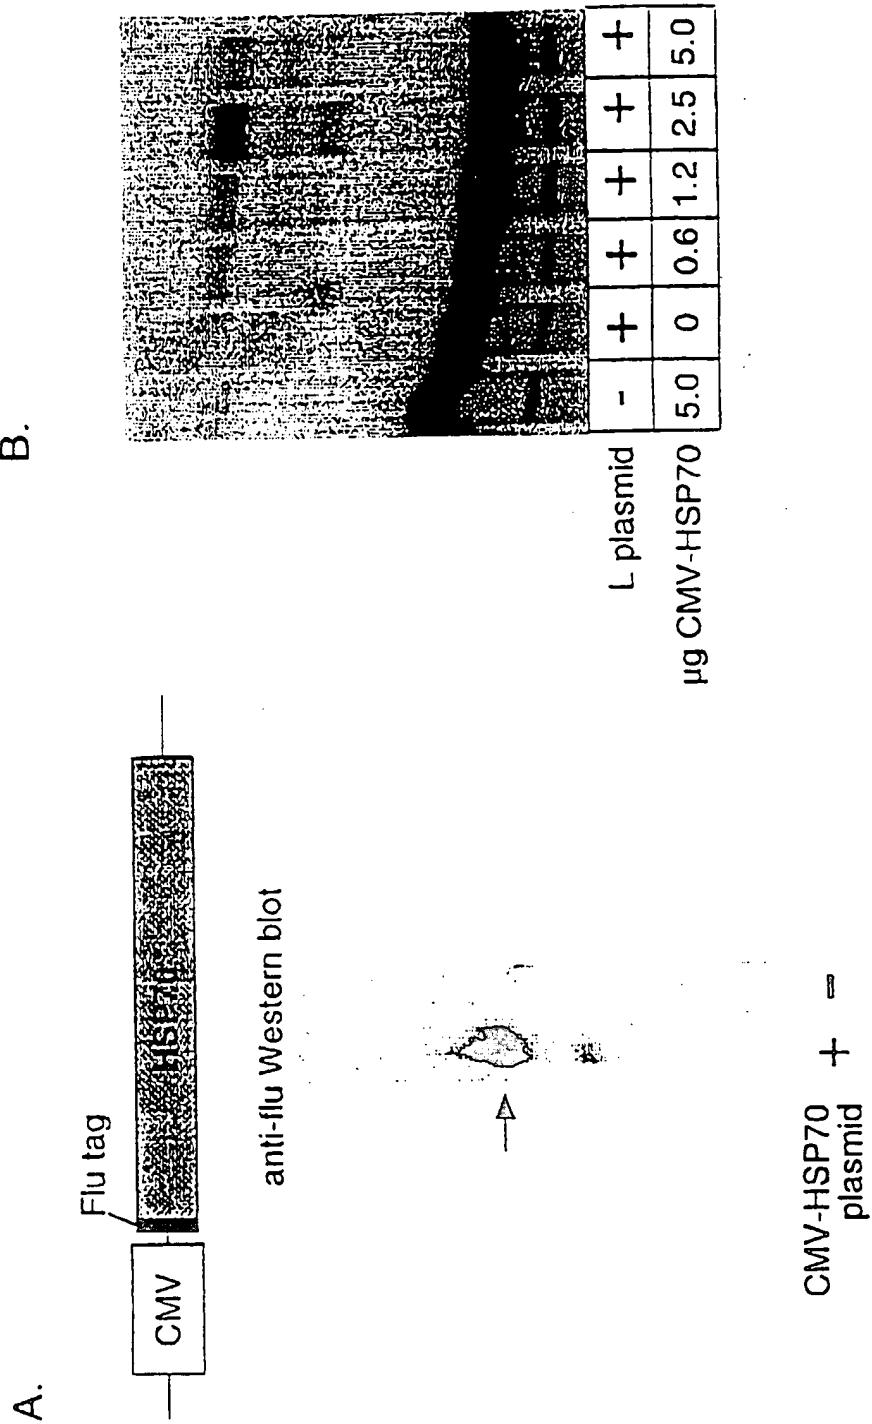 A.
Flu tag
CMV
HSP70
anti-flu Western blot
CMV-HSP70 + -
plasmid
B.
L plasmid - + + + + +
µg CMV-HSP70 5.0 0 0.6 1.2 2.5 5.0